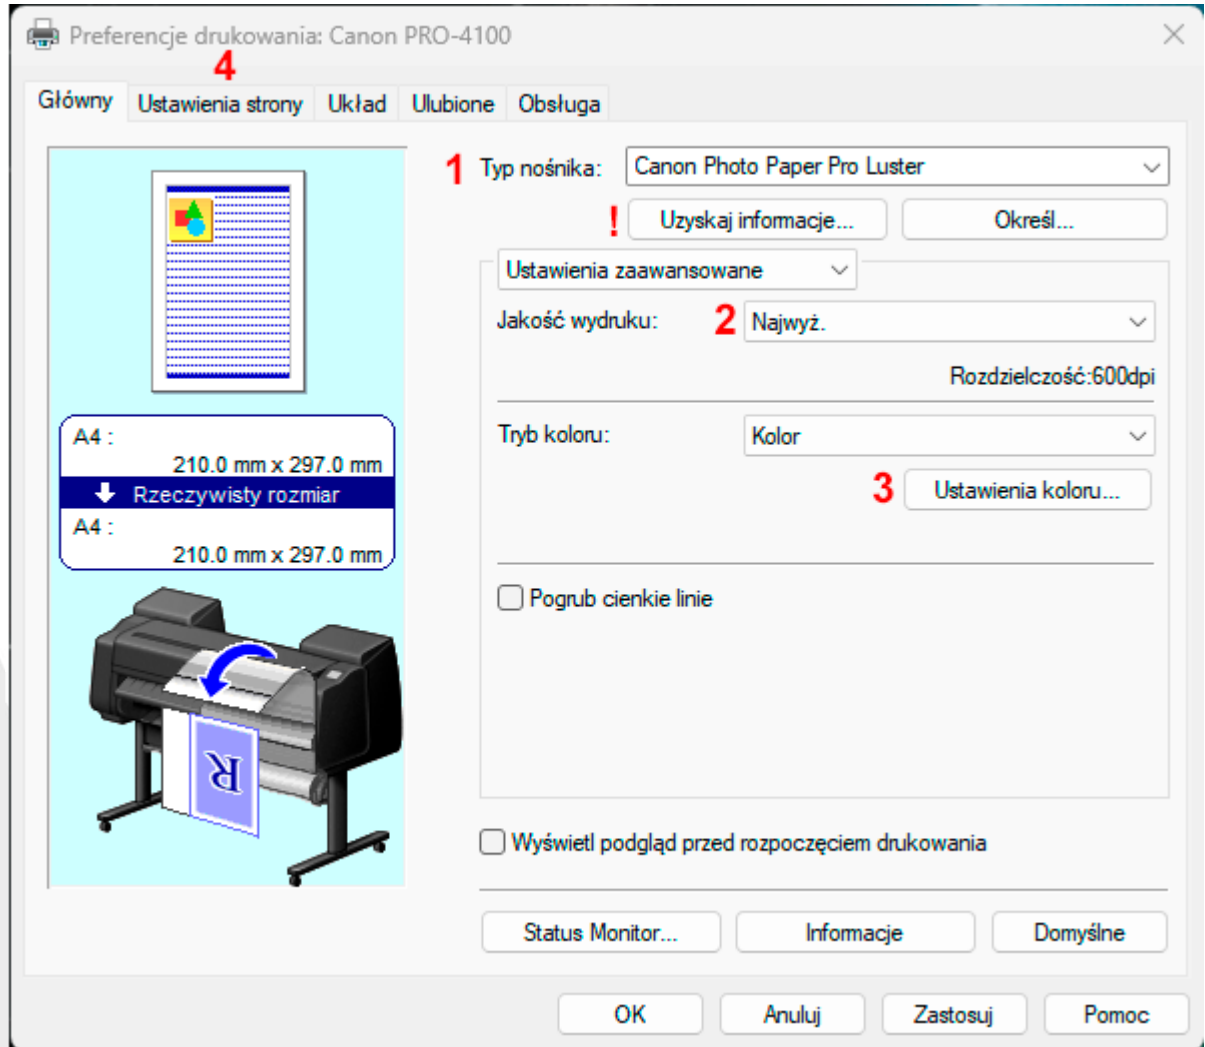 Preferencje drukowania: Canon PRO-4100
4
Główny Ustawienia strony Układ Ulubione Obsługa
1 Typ nośnika: Canon Photo Paper Pro Luster
! Uzyskaj informacje... Określ...
Ustawienia zaawansowane
Jakość wydruku: 2 Najwyż.
Rozdzielczość:600dpi
Tryb koloru: Kolor
3 Ustawienia koloru...
A4 :
210.0 mm x 297.0 mm
Rzeczywisty rozmiar
A4 :
210.0 mm x 297.0 mm
R
Pogrub cienkie linie
Wyświetl podgląd przed rozpoczęciem drukowania
Status Monitor... Informacje Domyślne
OK Anuluj Zastosuj Pomoc